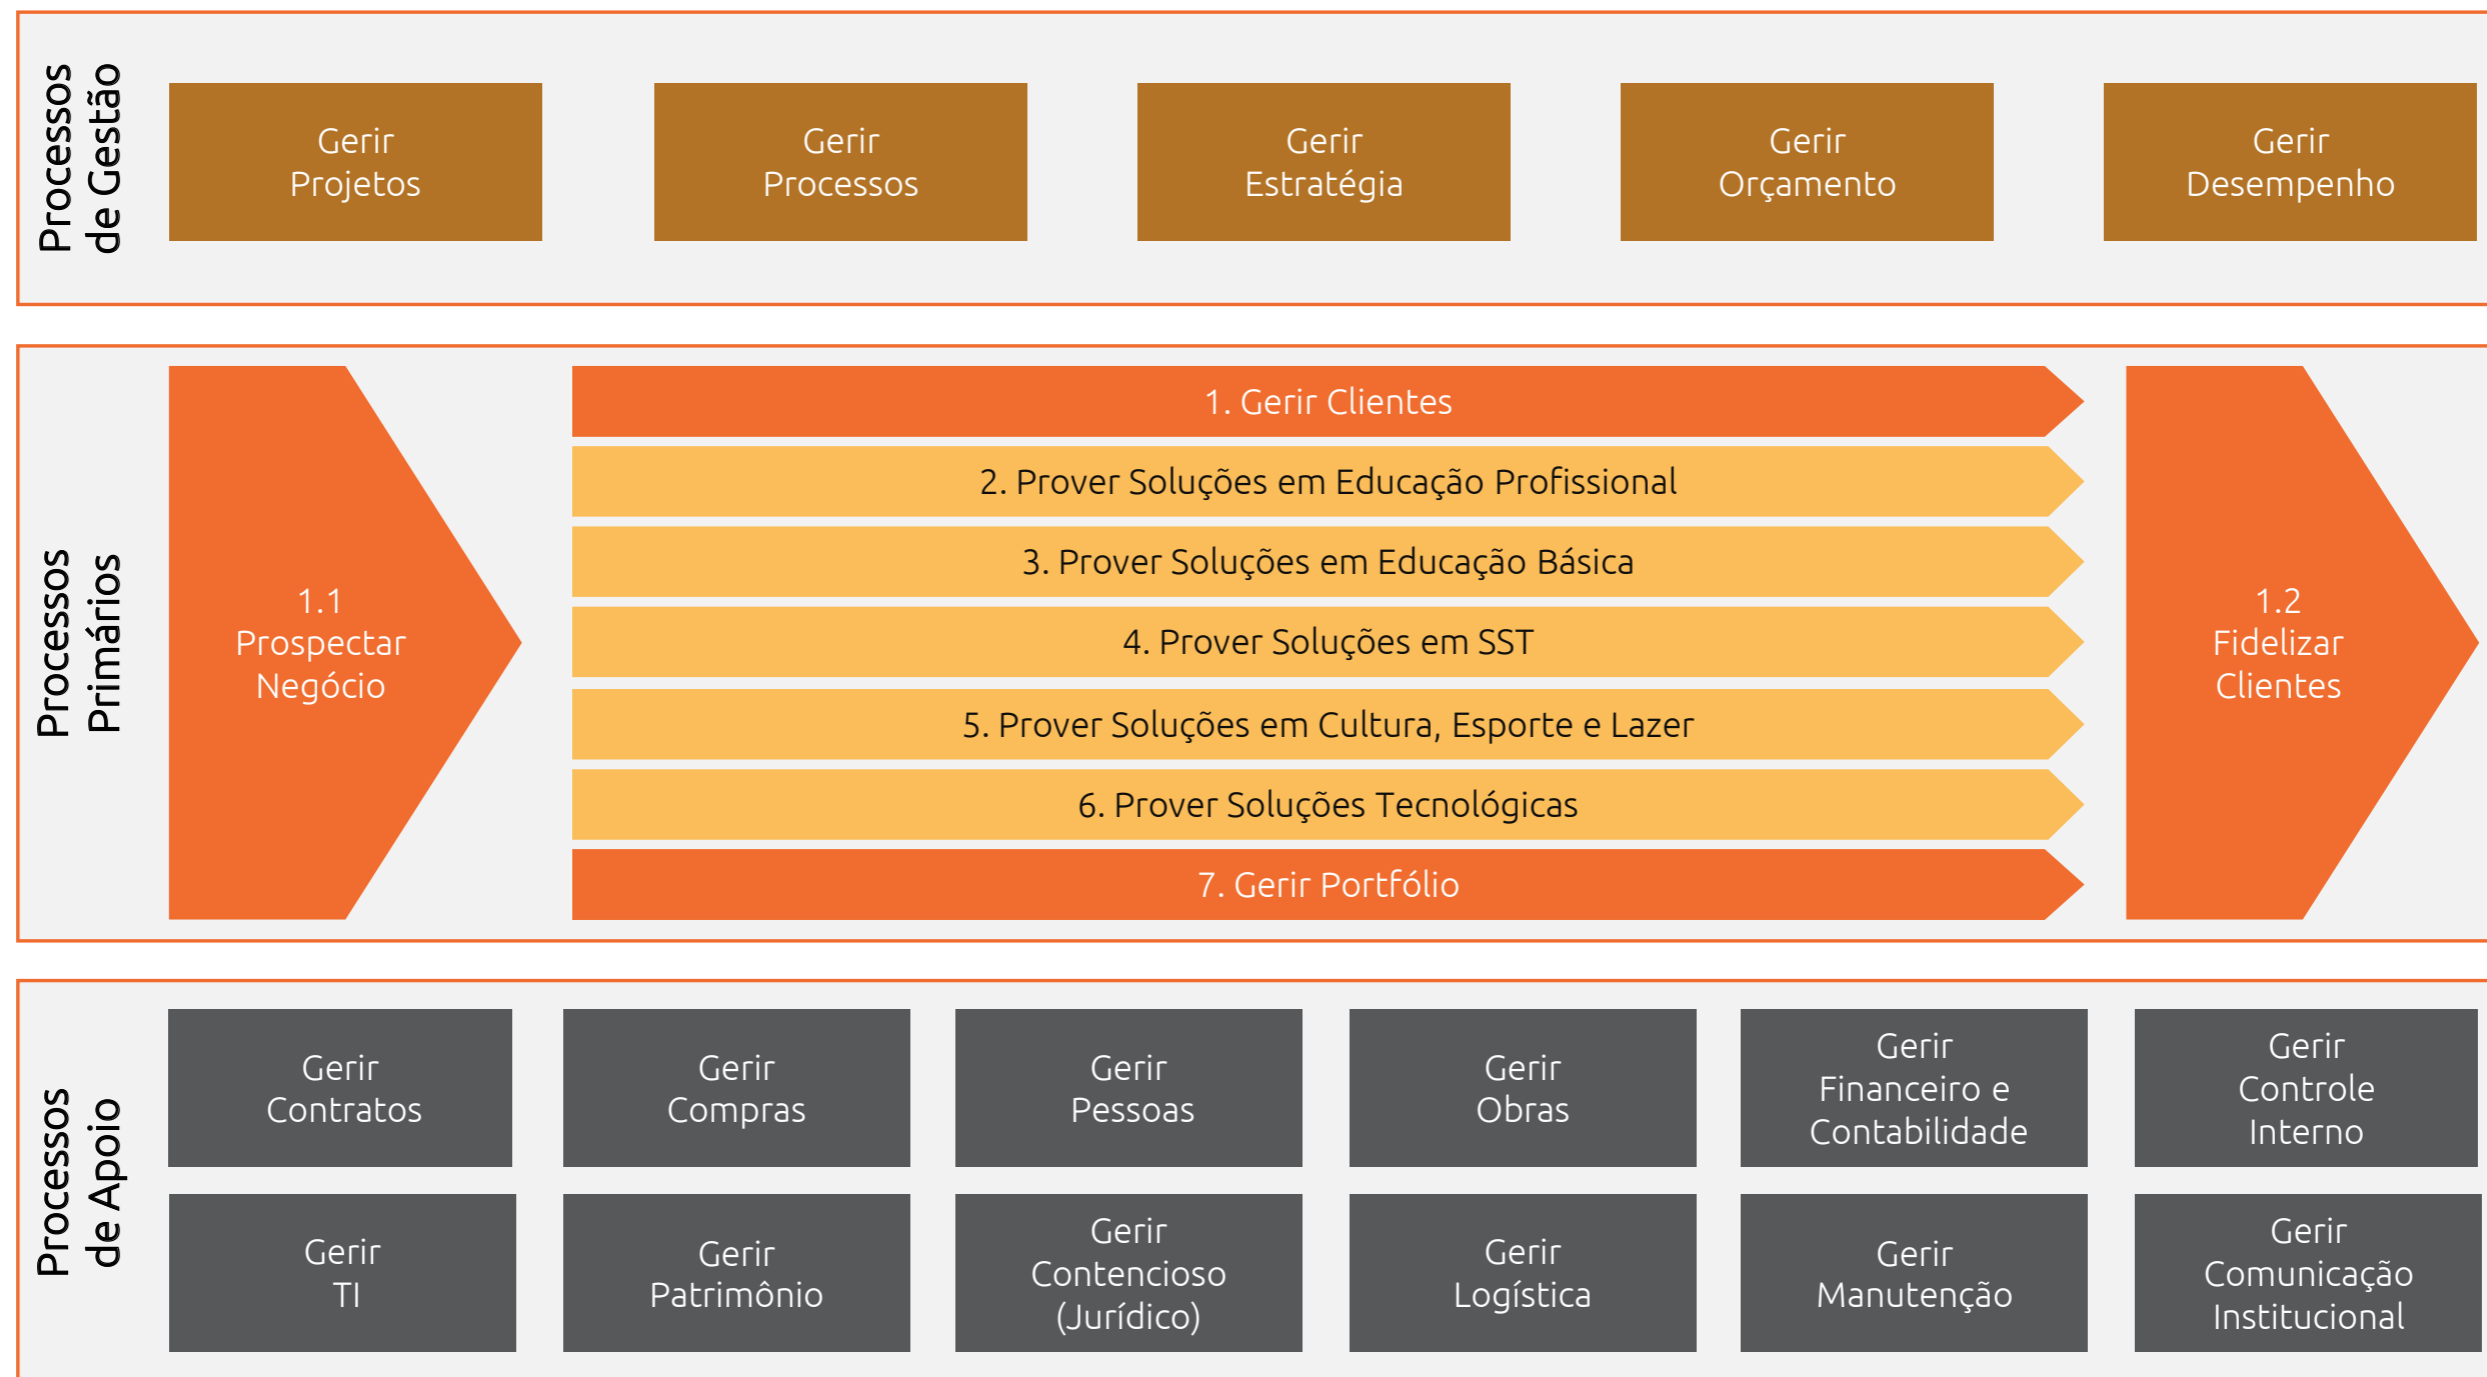 Processos
de Gestão
Gerir
Projetos
Gerir
Processos
Gerir
Estratégia
Gerir
Orçamento
Gerir
Desempenho
Processos
Primários
1.1
Prospectar
Negócio
1. Gerir Clientes
2. Prover Soluções em Educação Profissional
3. Prover Soluções em Educação Básica
4. Prover Soluções em SST
5. Prover Soluções em Cultura, Esporte e Lazer
6. Prover Soluções Tecnológicas
7. Gerir Portfólio
1.2
Fidelizar
Clientes
Processos
de Apoio
Gerir
Contratos
Gerir
Compras
Gerir
Pessoas
Gerir
Obras
Gerir
Financeiro e
Contabilidade
Gerir
Controle
Interno
Gerir
TI
Gerir
Patrimônio
Gerir
Contencioso
(Jurídico)
Gerir
Logística
Gerir
Manutenção
Gerir
Comunicação
Institucional